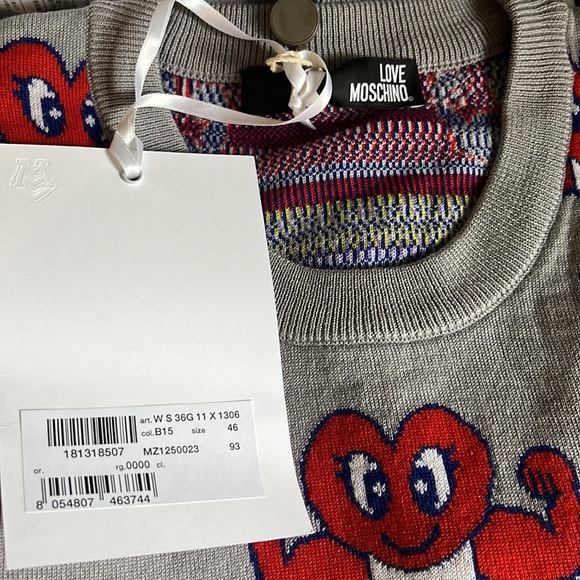 LOVE
MOSCHINO
art. W S 36G 11 X 1306
col. B15 size 46
181318507 MZ1250023 93
or. rg. 0000 cl.
8 054807 463744